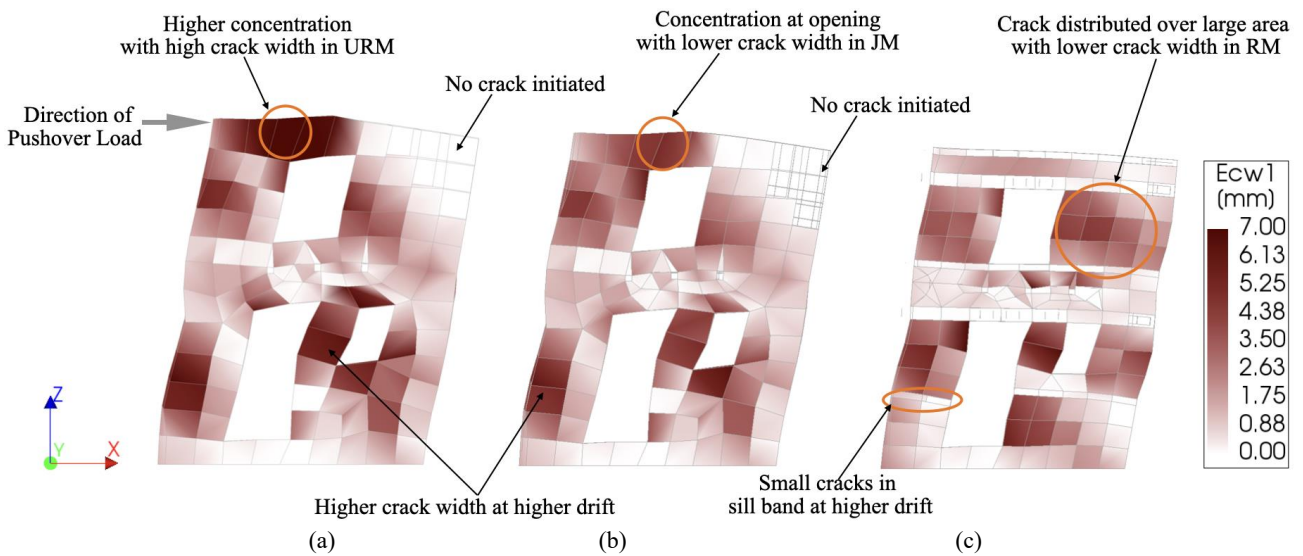 Higher concentration
with high crack width in URM
Concentration at opening
with lower crack width in JM
Crack distributed over large area
with lower crack width in RM
No crack initiated
No crack initiated
Direction of
Pushover Load
Ecw1
(mm)
7.00
6.13
5.25
4.38
3.50
2.63
1.75
0.88
0.00
Z
Y
X
Higher crack width at higher drift
Small cracks in
sill band at higher drift
(a)
(b)
(c)